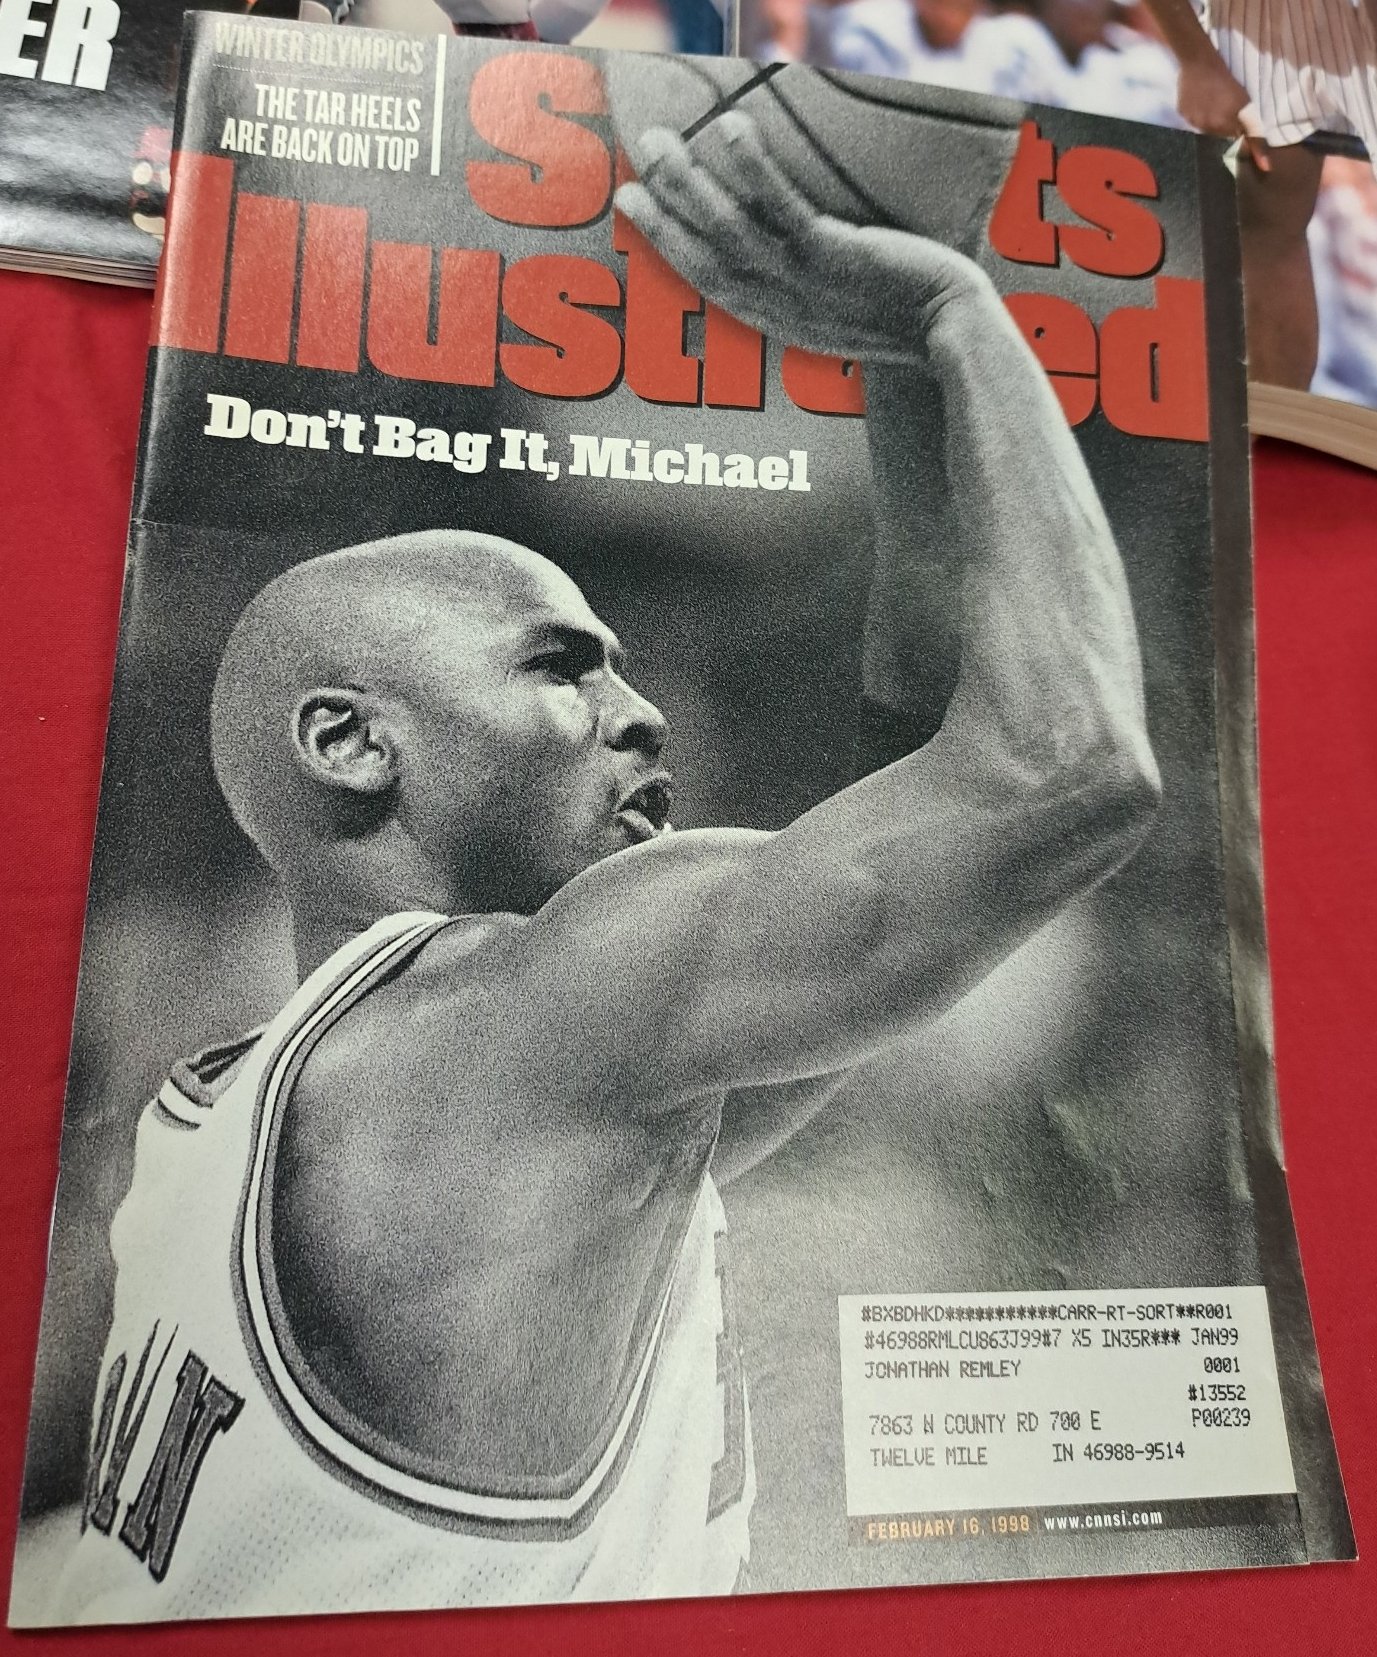 ER
WINTER OLYMPICS
THE TAR HEELS
ARE BACK ON TOP
S ts
Illustr ed
Don't Bag It, Michael
#BXBDHKD***********CARR-RT-SORT**R001
#46988RMLCU863J99#7 X5 IN35R*** JAN99
JONATHAN REMLEY 0001
#13552
7863 N COUNTY RD 700 E P00239
TWELVE MILE IN 46988-9514
FEBRUARY 16, 1998 www.cnnsi.com